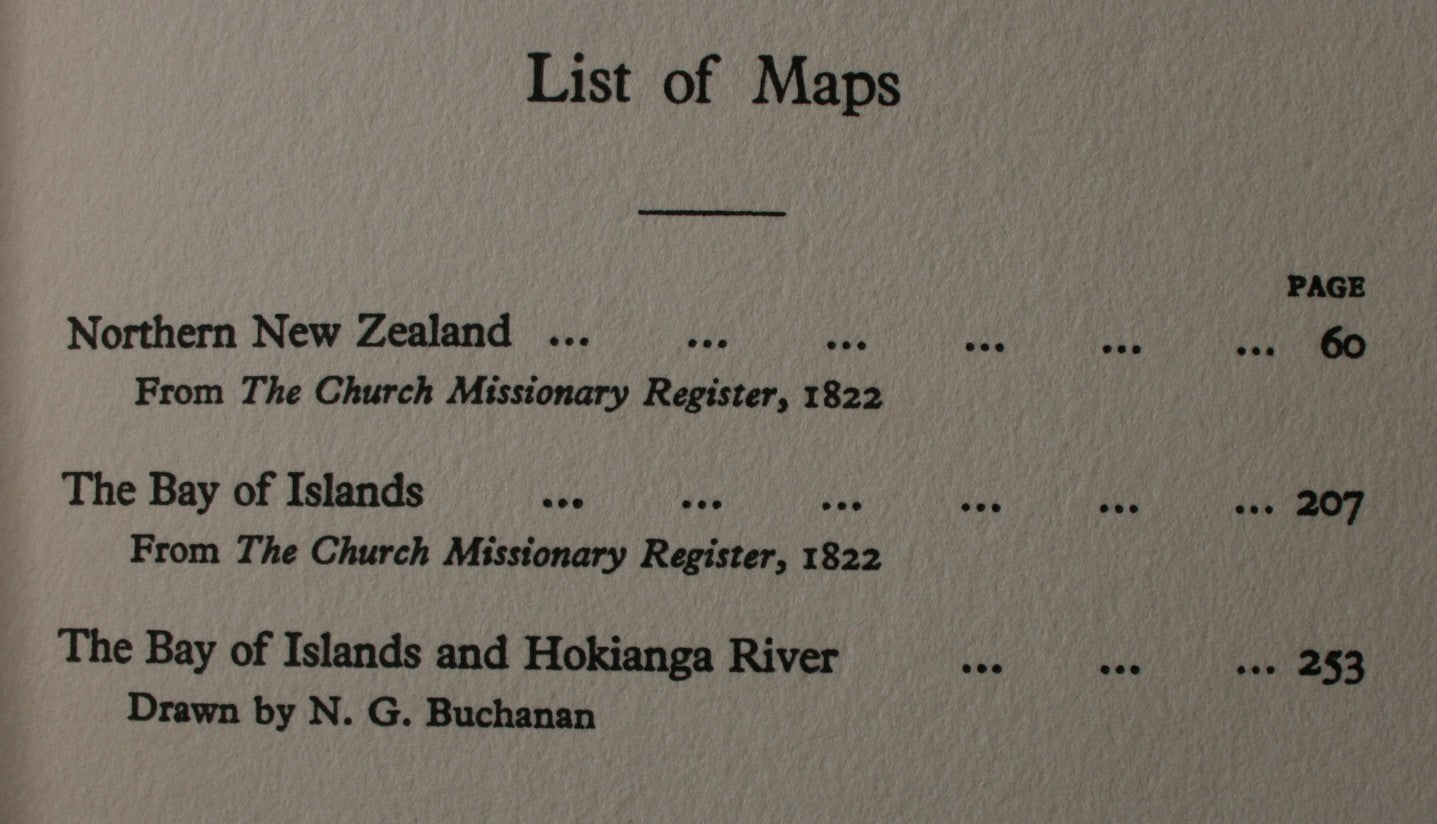 List of Maps
PAGE
Northern New Zealand ... ... ... ... ... ... 60
From The Church Missionary Register, 1822
The Bay of Islands ... ... ... ... ... ... 207
From The Church Missionary Register, 1822
The Bay of Islands and Hokianga River ... ... ... 253
Drawn by N. G. Buchanan